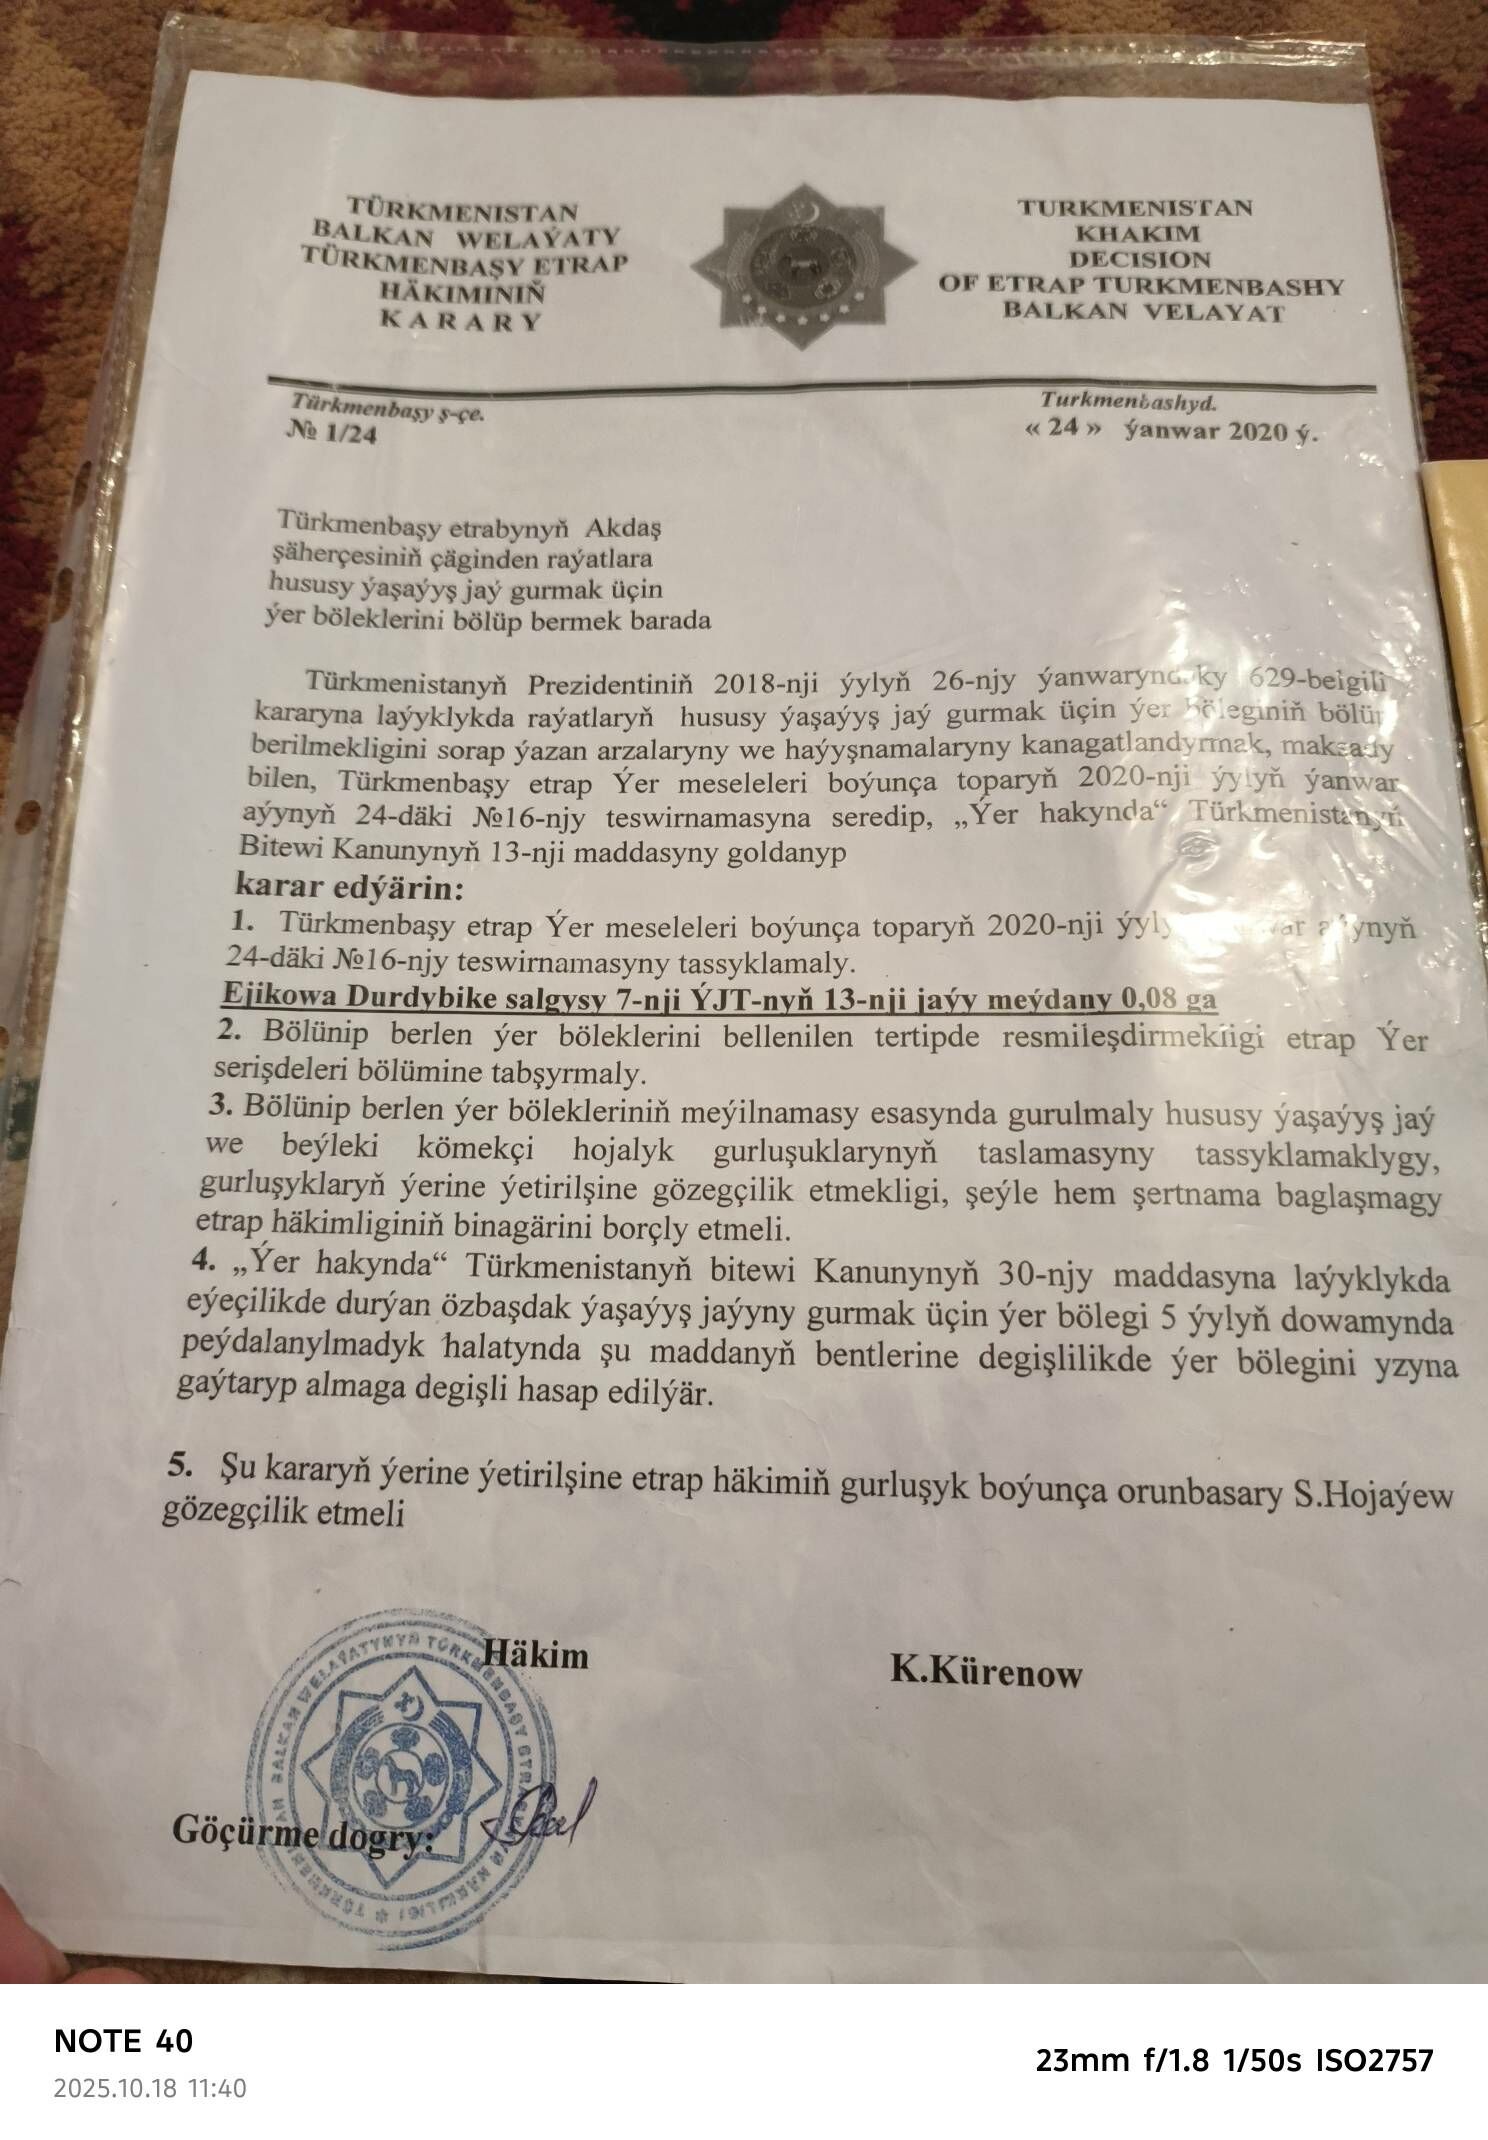 TÜRKMENISTAN
BALKAN WELAÝATY
TÜRKMENBAŞY ETRAP
HÄKIMINIŇ
KARARY
TURKMENISTAN
KHAKIM
DECISION
OF ETRAP TURKMENBASHY
BALKAN VELAYAT
Türkmenbaşy ş-çe.
№ 1/24
Turkmenbashyd.
« 24 » ýanwar 2020 ý.
Türkmenbaşy etrabynyň Akdaş
şäherçesiniň çäginden raýatlara
hususy ýaşaýyş jaý gurmak üçin
ýer böleklerini bölüp bermek barada
Türkmenistanyň Prezidentiniň 2018-nji ýylyň 26-njy ýanwaryndaky 629-belgili
kararyna laýyklykda raýatlaryň hususy ýaşaýyş jaý gurmak üçin ýer böleginiň bölüp
berilmekligini sorap ýazan arzalaryny we haýyşnamalaryny kanagatlandyrmak, maksady
bilen, Türkmenbaşy etrap Ýer meseleleri boýunça toparyň 2020-nji ýylyň ýanwar
aýynyň 24-däki №16-njy teswirnamasyna seredip, „Ýer hakynda“ Türkmenistanyň
Bitewi Kanunynyň 13-nji maddasyny goldanyp
karar edýärin:
1. Türkmenbaşy etrap Ýer meseleleri boýunça toparyň 2020-nji aýynyň
24-däki №16-njy teswirnamasyny tassyklamaly.
Ejikowa Durdybike salgysy 7-nji ÝJT-nyň 13-nji jaýy meýdany 0,08 ga
2. Bölünip berlen ýer böleklerini bellenilen tertipde resmileşdirmekligi etrap Ýer
serişdeleri bölümine tabşyrmaly.
3. Bölünip berlen ýer bölekleriniň meýilnamasy esasynda gurulmaly hususy ýaşaýyş jaý
we beýleki kömekçi hojalyk gurluşuklarynyň taslamasyny tassyklamaklygy,
gurluşyklaryň ýerine ýetirilşine gözegçilik etmekligi, şeýle hem şertnama baglaşmagy
etrap häkimliginiň binagärini borçly etmeli.
4. „Ýer hakynda“ Türkmenistanyň bitewi Kanunynyň 30-njy maddasyna laýyklykda
eýeçilikde durýan özbaşdak ýaşaýyş jaýyny gurmak üçin ýer bölegi 5 ýylyň dowamynda
peýdalanylmadyk halatynda şu maddanyň bentlerine degişlilikde ýer bölegini yzyna
gaýtaryp almaga degişli hasap edilýär.
5. Şu kararyň ýerine ýetirilşine etrap häkimiň gurluşyk boýunça orunbasary S.Hojaýew
gözegçilik etmeli
Häkim K.Kürenow
Göçürme dogry:
BALKAN WELAÝATYNYŇ TÜRKMENBAŞY ETRAP HÄKIMLIGI
NOTE 40
2025.10.18 11:40
23mm f/1.8 1/50s ISO2757